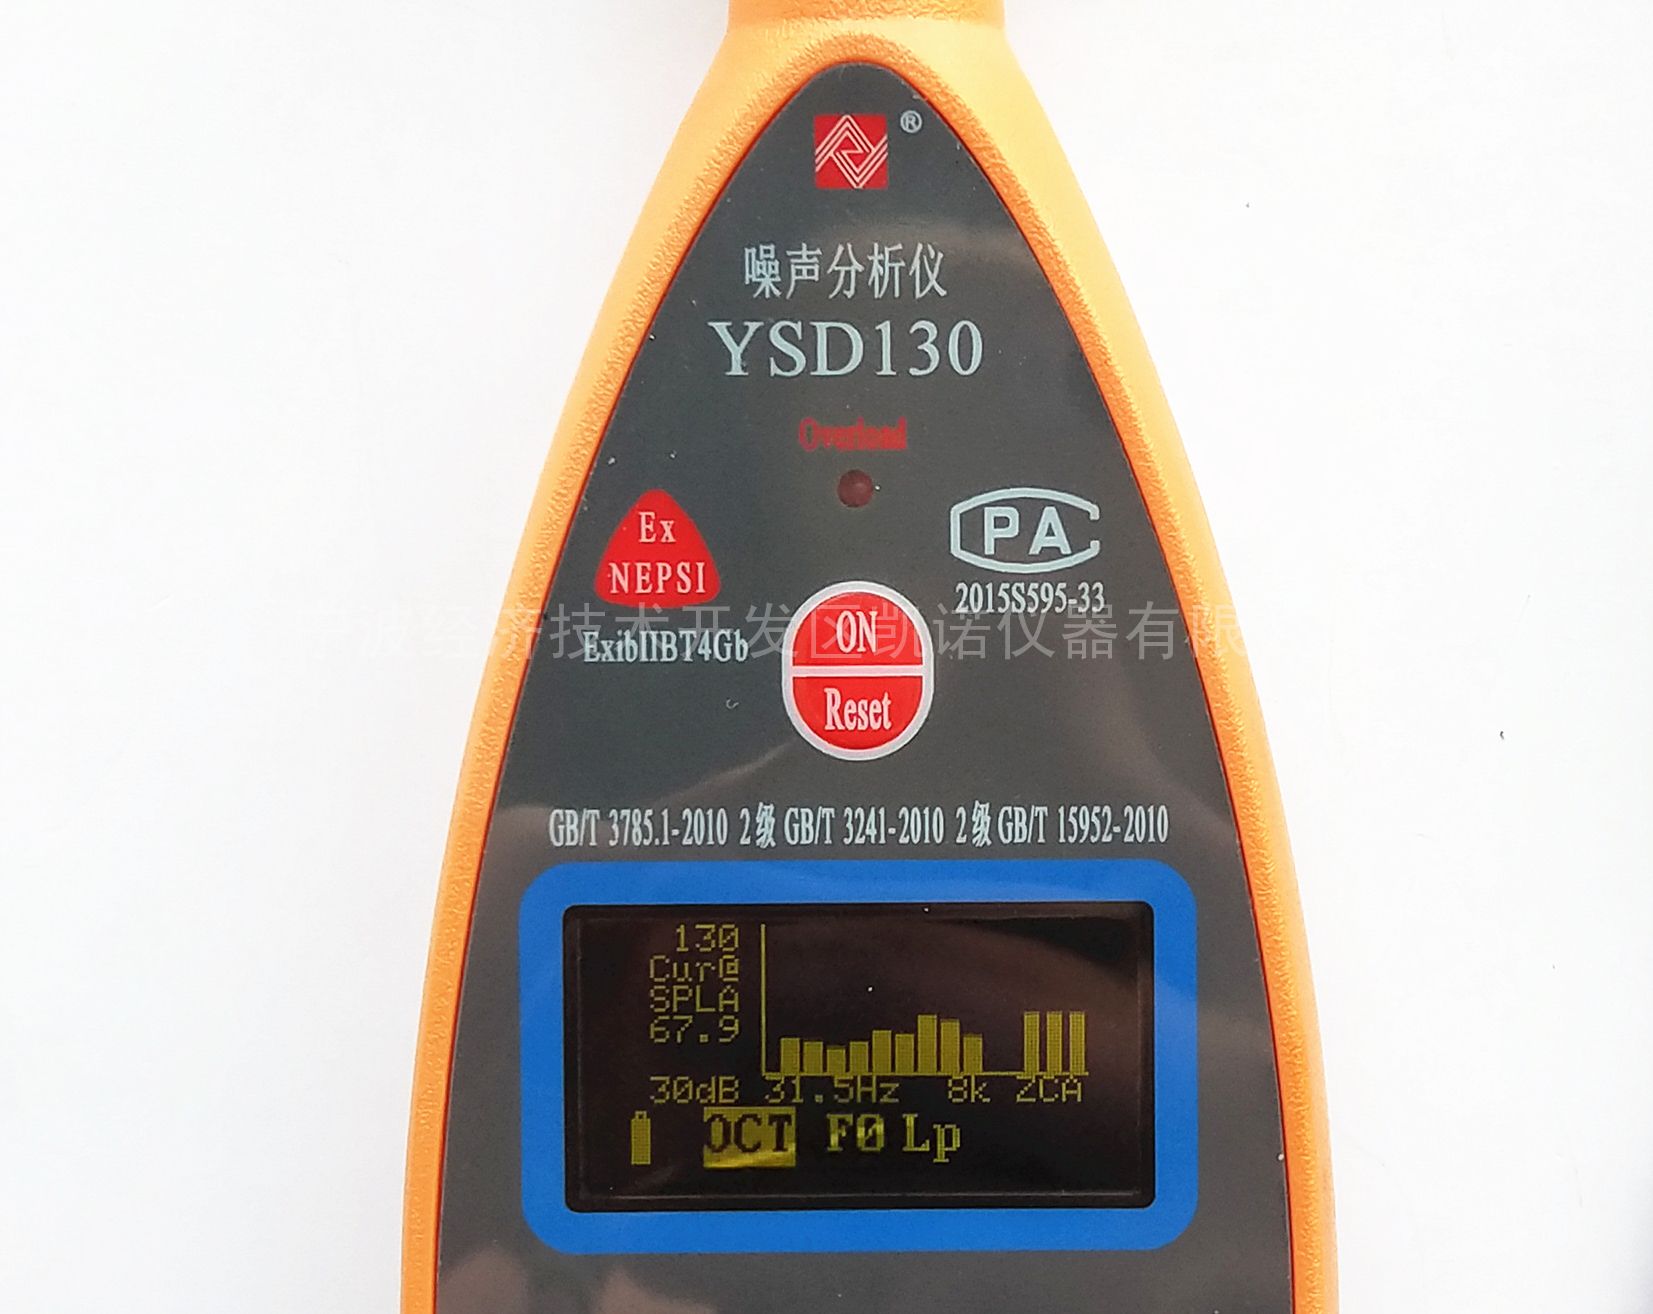 ®
噪声分析仪
YSD130
Overload
Ex
NEPSI
ExibIIBT4Gb
CPA
2015S595-33
ON
Reset
经济技术开发区凯诺仪器有限
GB/T 3785.1-2010 2级 GB/T 3241-2010 2级 GB/T 15952-2010
130
Cur@
SPLA
67.9
30dB 31.5Hz 8k ZCA
OCT F0 Lp